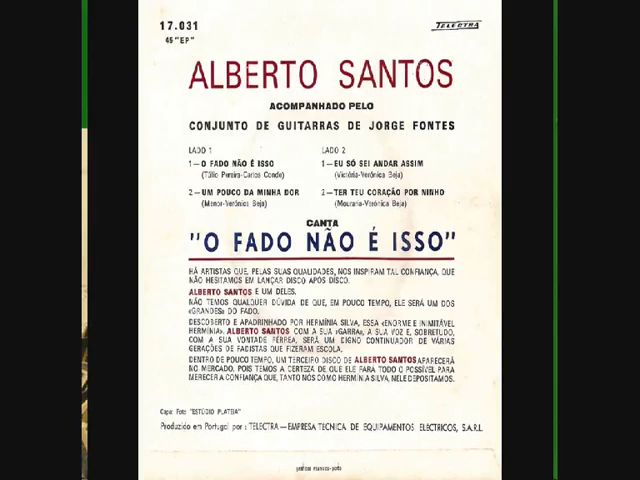 17.031
TELECTRA
45 "EP"
ALBERTO SANTOS
ACOMPANHADO PELO
CONJUNTO DE GUITARRAS DE JORGE FONTES
LADO 1
1—O FADO NÃO É ISSO
(Túlio Pereira-Carlos Conde)
2—UM POUCO DA MINHA DOR
(Menor-Verónica Beja)
LADO 2
1—EU SÓ SEI ANDAR ASSIM
(Victória-Verónica Beja)
2—TER TEU CORAÇÃO POR NINHO
(Mouraria-Verónica Beja)
CANTA
"O FADO NÃO É ISSO"
HÁ ARTISTAS QUE, PELAS SUAS QUALIDADES, NOS INSPIRAM TAL CONFIANÇA, QUE
NÃO HESITAMOS EM LANÇAR DISCO APÓS DISCO.
ALBERTO SANTOS É UM DELES.
NÃO TEMOS QUALQUER DÚVIDA DE QUE, EM POUCO TEMPO, ELE SERÁ UM DOS
«GRANDES» DO FADO.
DESCOBERTO E APADRINHADO POR HERMÍNIA SILVA, ESSA «ENORME E INIMITÁVEL
HERMÍNIA», ALBERTO SANTOS COM A SUA «GARRA», A SUA VOZ E, SOBRETUDO,
COM A SUA VONTADE FÉRREA, SERÁ UM DIGNO CONTINUADOR DE VÁRIAS
GERAÇÕES DE FADISTAS QUE FIZERAM ESCOLA.
DENTRO DE POUCO TEMPO, UM TERCEIRO DISCO DE ALBERTO SANTOS APARECERÁ
NO MERCADO, POIS TEMOS A CERTEZA DE QUE ELE FARÁ TODO O POSSÍVEL PARA
MERECER A CONFIANÇA QUE, TANTO NÓS COMO HERMÍNIA SILVA, NELE DEPOSITAMOS.
Capa: Foto "ESTÚDIO PLATEIA"
Produzido em Portugal por: TELECTRA—EMPRESA TÉCNICA DE EQUIPAMENTOS ELÉCTRICOS, S.A.R.L.